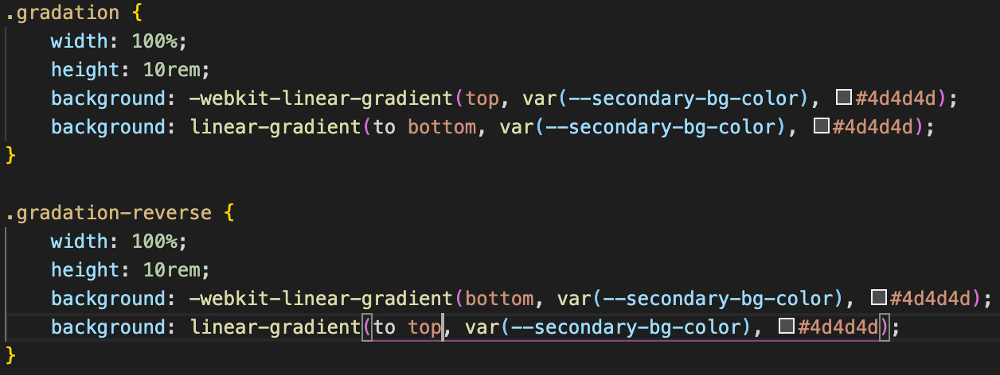 .gradation {
    width: 100%;
    height: 10rem;
    background: -webkit-linear-gradient(top, var(--secondary-bg-color), #4d4d4d);
    background: linear-gradient(to bottom, var(--secondary-bg-color), #4d4d4d);
}

.gradation-reverse {
    width: 100%;
    height: 10rem;
    background: -webkit-linear-gradient(bottom, var(--secondary-bg-color), #4d4d4d);
    background: linear-gradient(to top, var(--secondary-bg-color), #4d4d4d);
}